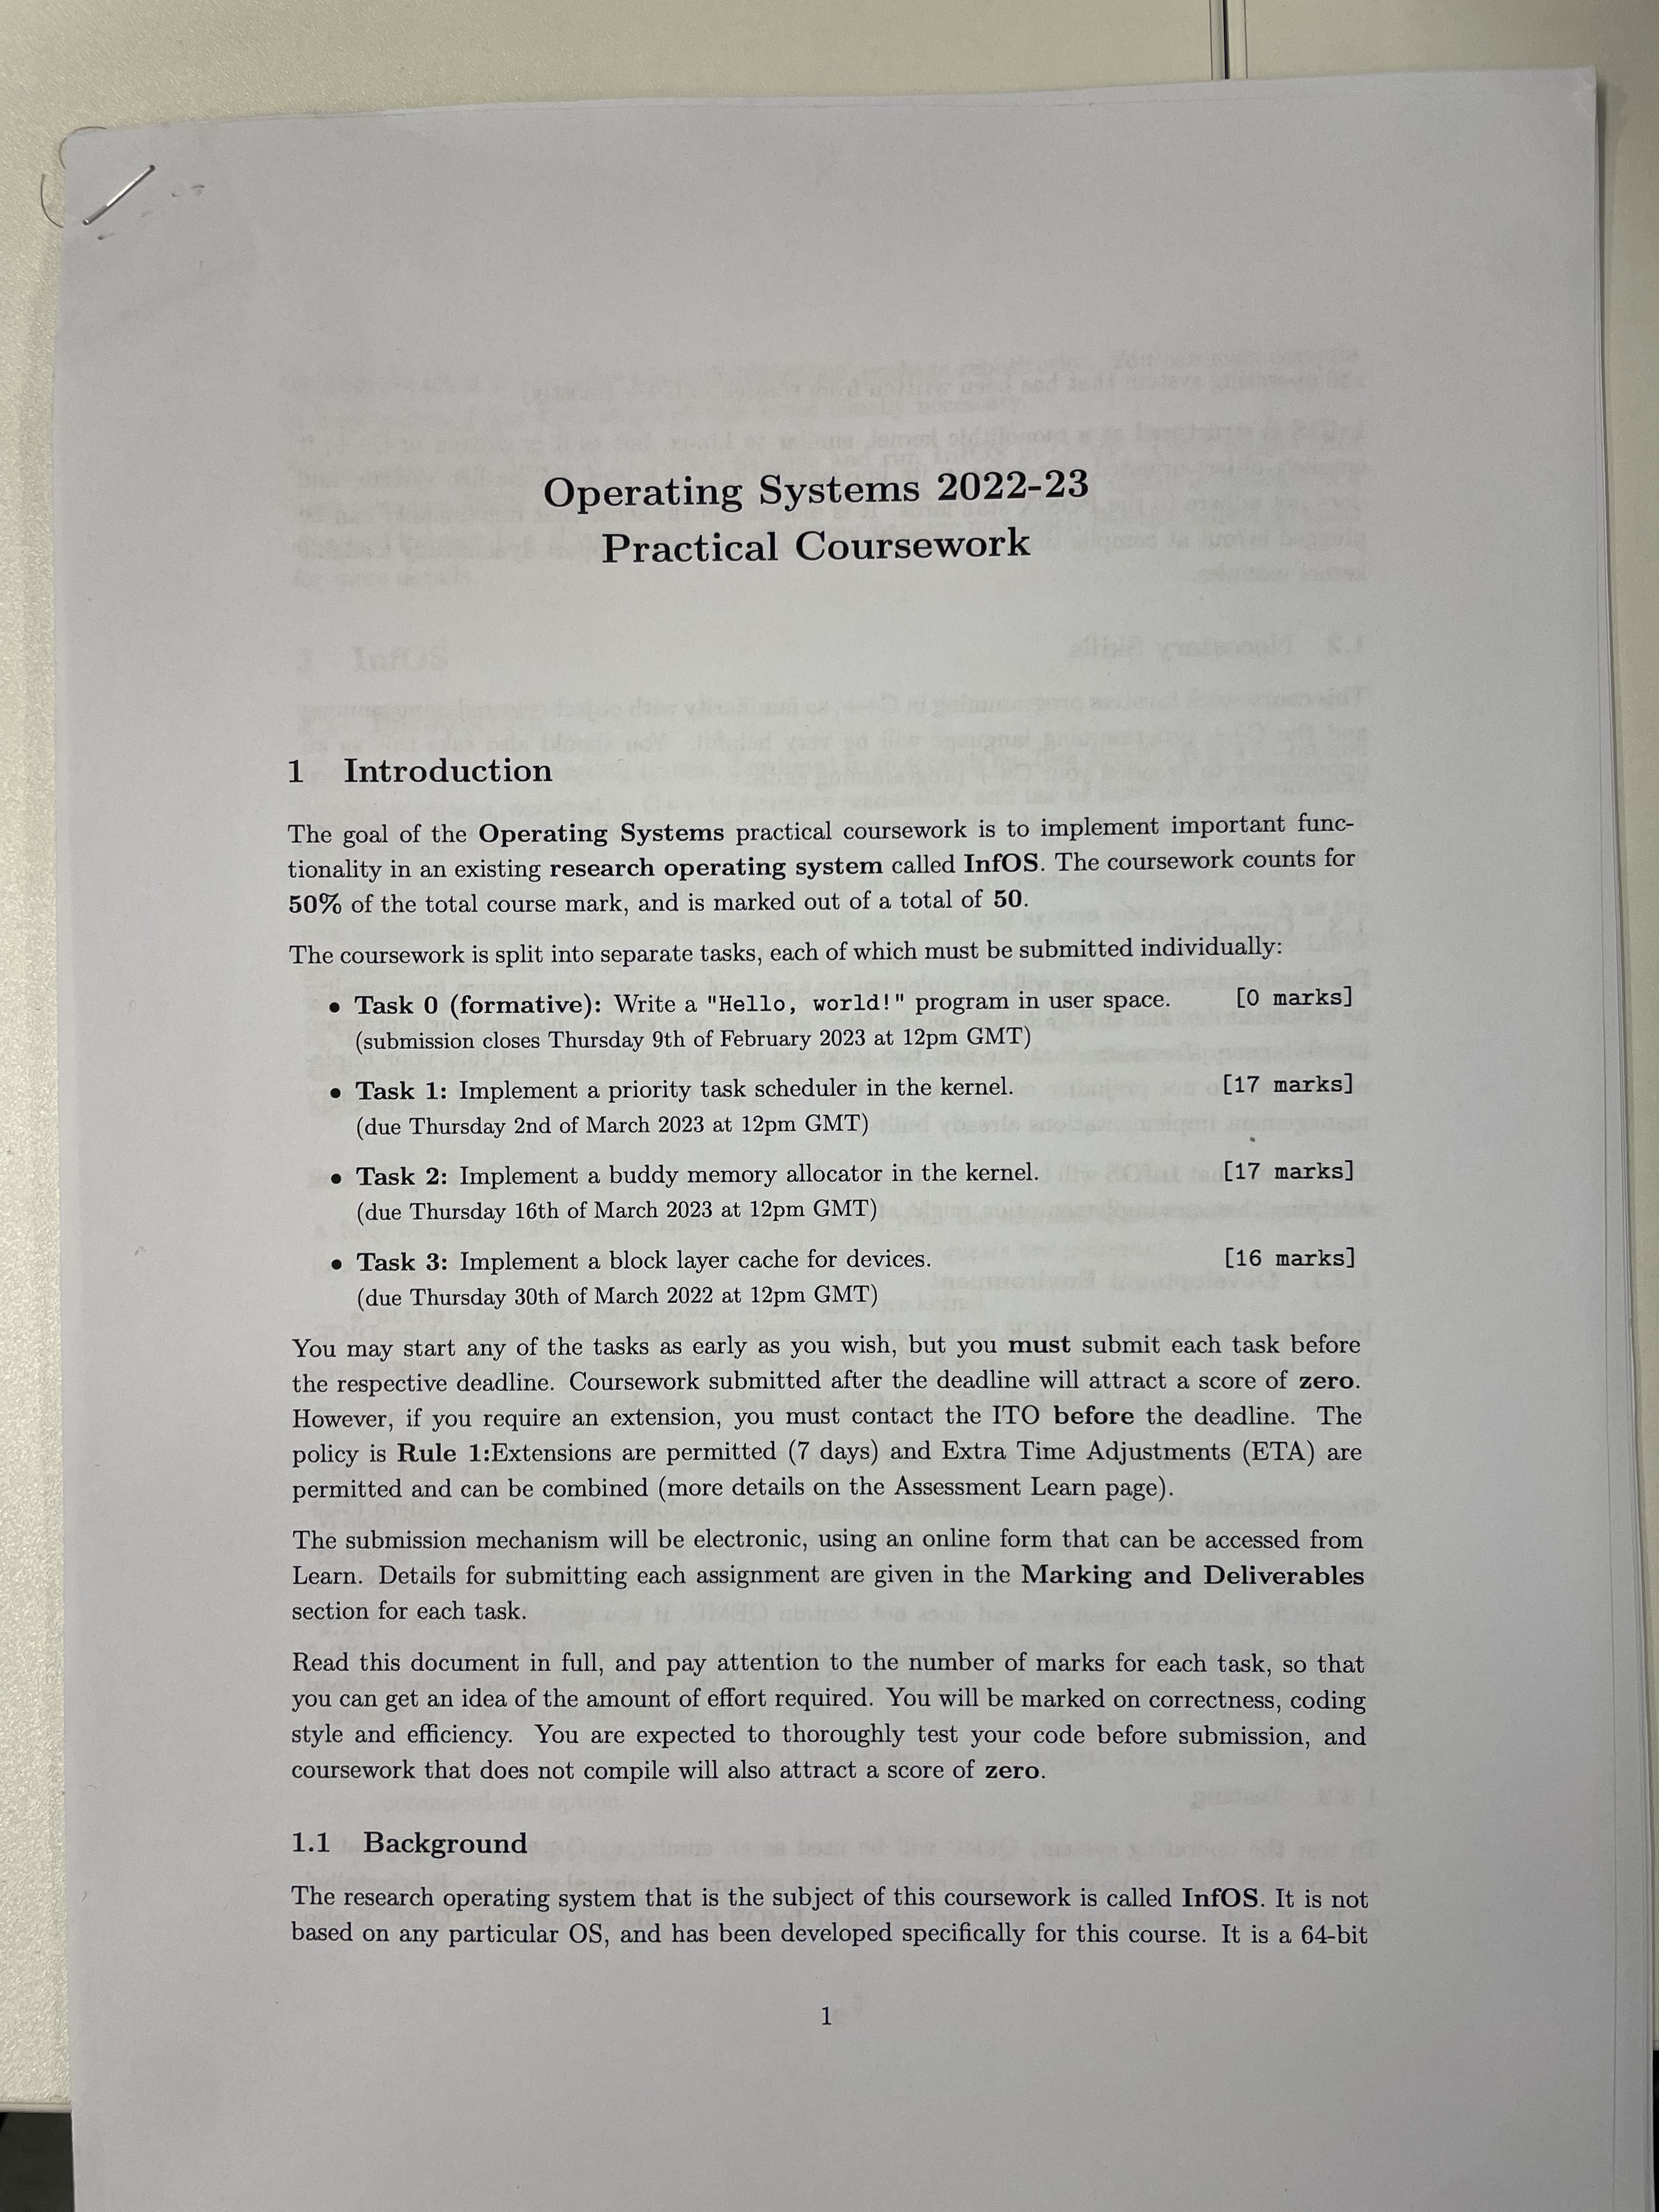 Operating Systems 2022-23
Practical Coursework
1 Introduction
The goal of the Operating Systems practical coursework is to implement important func-
tionality in an existing research operating system called InfOS. The coursework counts for
50% of the total course mark, and is marked out of a total of 50.
The coursework is split into separate tasks, each of which must be submitted individually:
• Task 0 (formative): Write a "Hello, world!" program in user space. [0 marks]
(submission closes Thursday 9th of February 2023 at 12pm GMT)
• Task 1: Implement a priority task scheduler in the kernel. [17 marks]
(due Thursday 2nd of March 2023 at 12pm GMT)
• Task 2: Implement a buddy memory allocator in the kernel. [17 marks]
(due Thursday 16th of March 2023 at 12pm GMT)
• Task 3: Implement a block layer cache for devices. [16 marks]
(due Thursday 30th of March 2022 at 12pm GMT)
You may start any of the tasks as early as you wish, but you must submit each task before
the respective deadline. Coursework submitted after the deadline will attract a score of zero.
However, if you require an extension, you must contact the ITO before the deadline. The
policy is Rule 1:Extensions are permitted (7 days) and Extra Time Adjustments (ETA) are
permitted and can be combined (more details on the Assessment Learn page).
The submission mechanism will be electronic, using an online form that can be accessed from
Learn. Details for submitting each assignment are given in the Marking and Deliverables
section for each task.
Read this document in full, and pay attention to the number of marks for each task, so that
you can get an idea of the amount of effort required. You will be marked on correctness, coding
style and efficiency. You are expected to thoroughly test your code before submission, and
coursework that does not compile will also attract a score of zero.
1.1 Background
The research operating system that is the subject of this coursework is called InfOS. It is not
based on any particular OS, and has been developed specifically for this course. It is a 64-bit
1